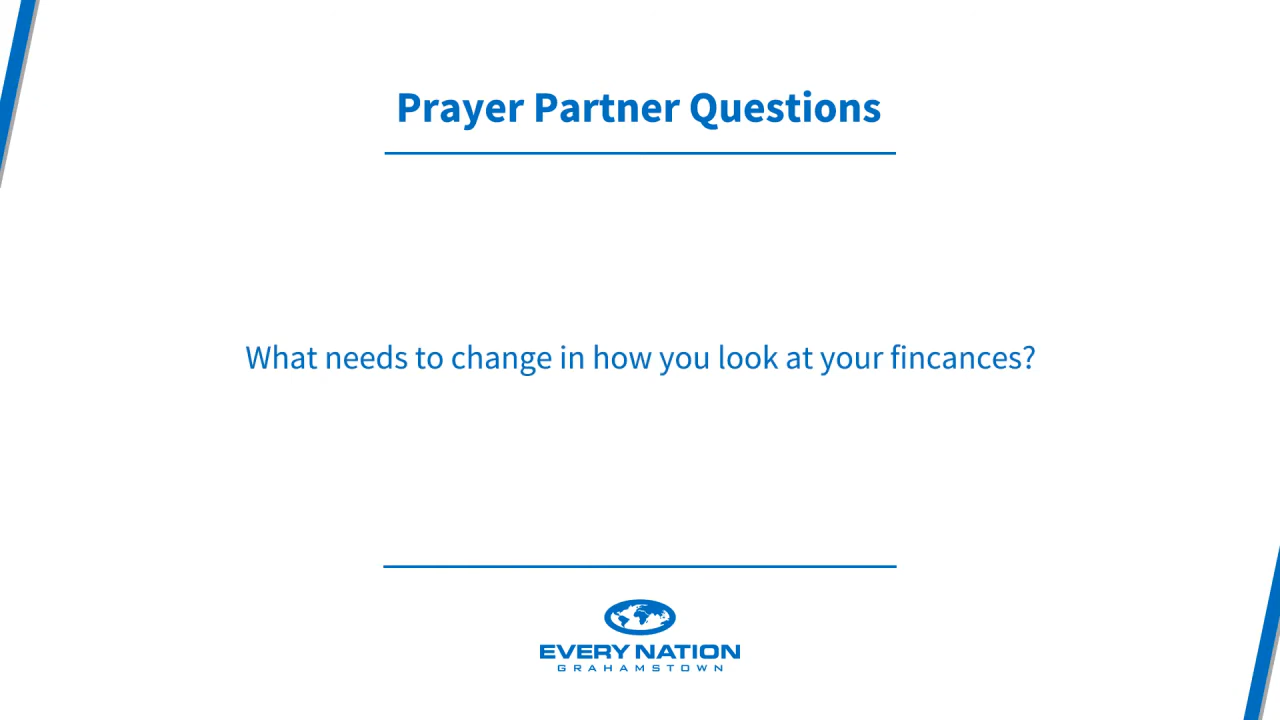 Prayer Partner Questions
What needs to change in how you look at your fincances?
EVERY NATION
GRAHAMSTOWN